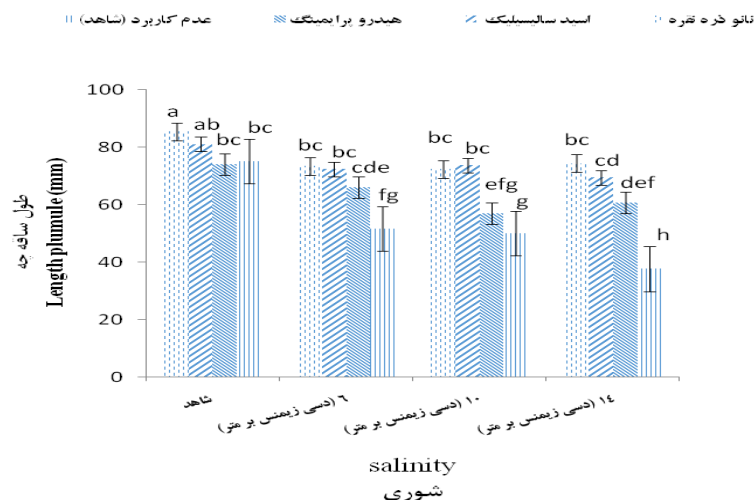 نانو ذره نقره
اسید سالیسیلیک
هیدرو پرایمینگ
عدم کاربرد (شاهد)
طول ساقه چه
Length plumule (mm)
100
80
60
40
20
0
a
ab
bc
bc
bc
bc
cde
fg
bc
bc
efg
g
bc
cd
def
h
شاهد
۶ (دسی زیمنس بر متر)
۱۰ (دسی زیمنس بر متر)
۱۴ (دسی زیمنس بر متر)
salinity
شوری